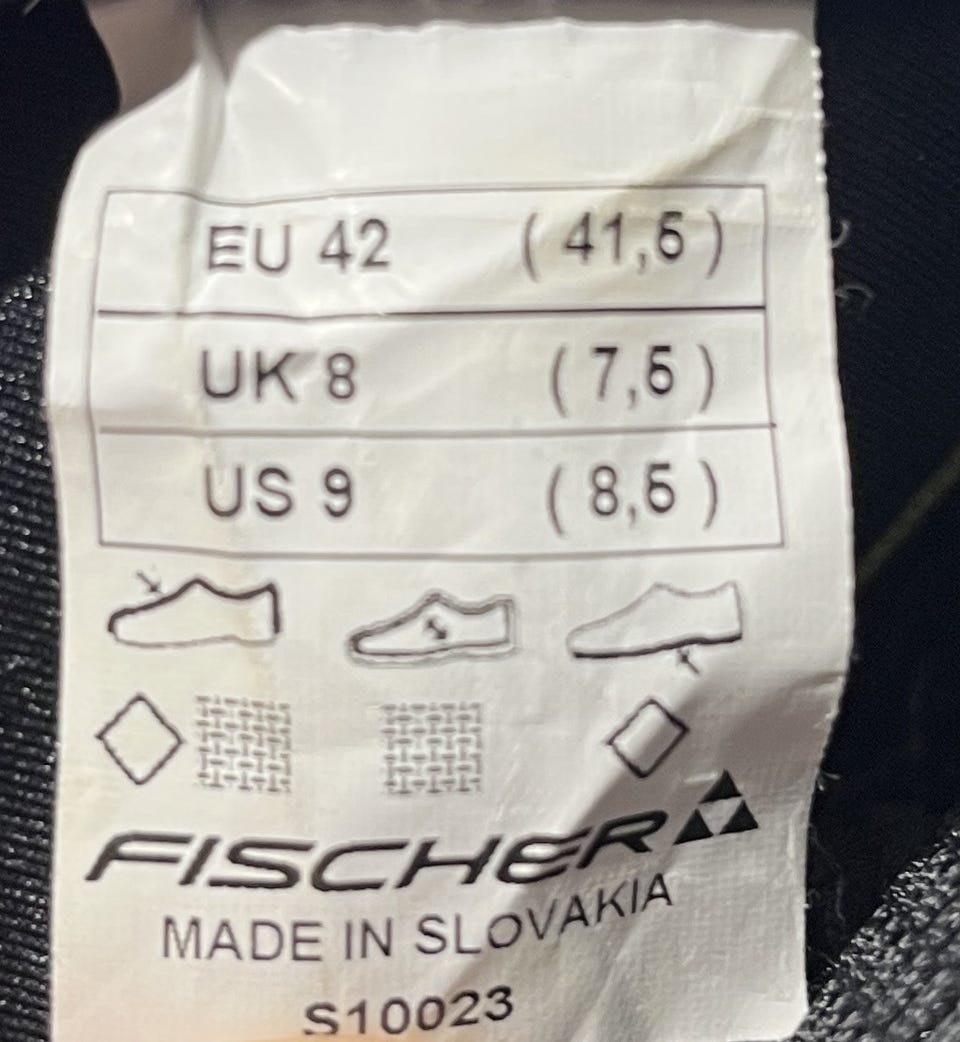 EU 42 ( 41,5 )
UK 8 ( 7,5 )
US 9 ( 8,5 )
FISCHER
MADE IN SLOVAKIA
S10023